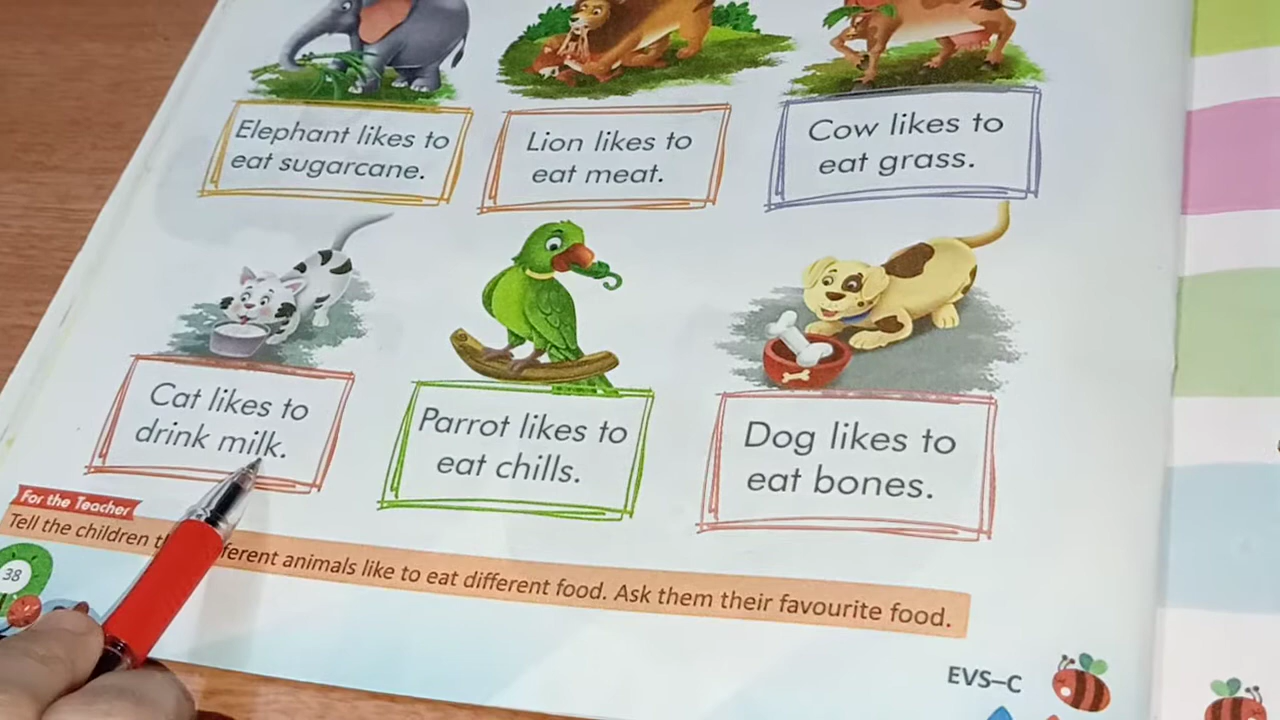 Elephant likes to
eat sugarcane.
Lion likes to
eat meat.
Cow likes to
eat grass.
Cat likes to
drink milk.
Parrot likes to
eat chills.
Dog likes to
eat bones.
For the Teacher
Tell the children ferent animals like to eat different food. Ask them their favourite food.
38
EVS–C